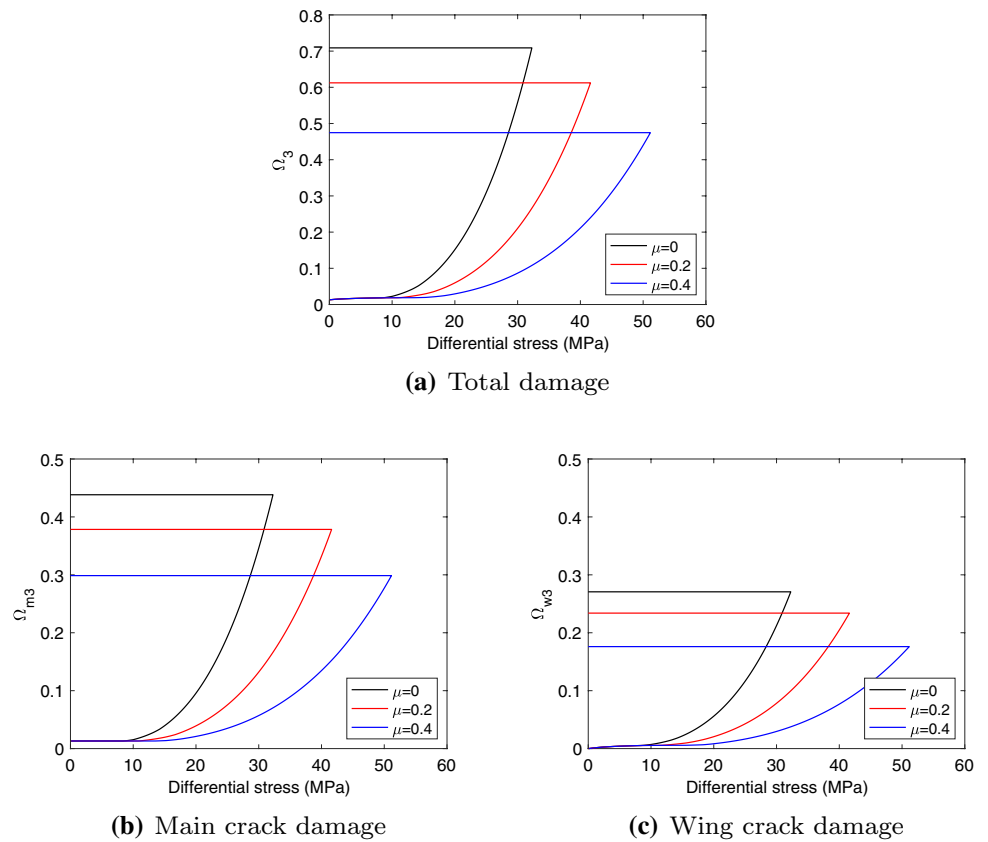 0.8
0.7
0.6
0.5
0.4
0.3
0.2
0.1
0
Ω3
μ=0
μ=0.2
μ=0.4
0 10 20 30 40 50 60
Differential stress (MPa)
(a) Total damage
0.5
0.4
0.3
0.2
0.1
0
Ωm3
μ=0
μ=0.2
μ=0.4
0 10 20 30 40 50 60
Differential stress (MPa)
(b) Main crack damage
0.5
0.4
0.3
0.2
0.1
0
Ωw3
μ=0
μ=0.2
μ=0.4
0 10 20 30 40 50 60
Differential stress (MPa)
(c) Wing crack damage